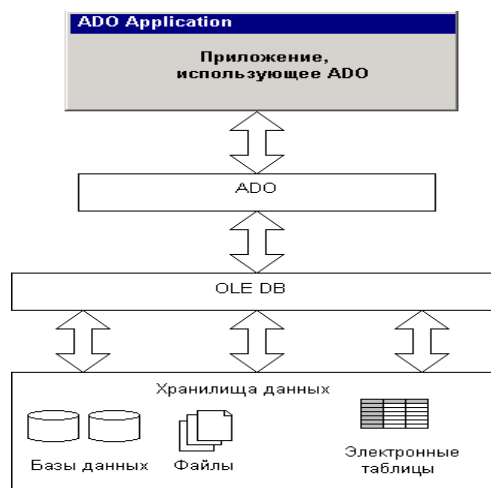 ADO Application
Приложение,
использующее ADO
ADO
OLE DB
Хранилища данных
Базы данных
Файлы
Электронные
таблицы